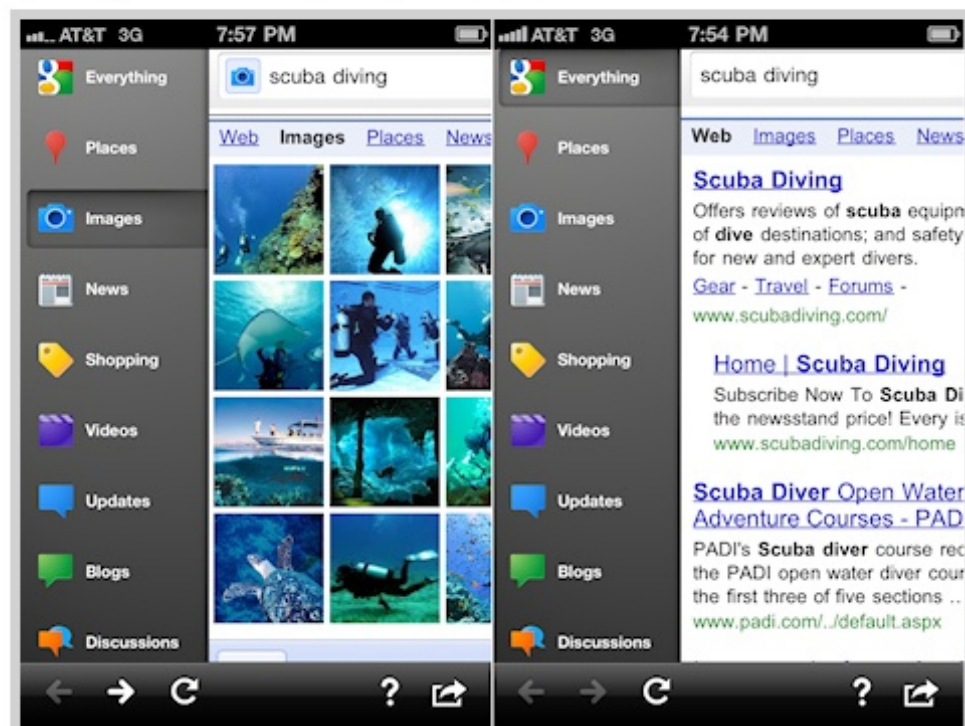 AT&T 3G 7:57 PM
Everything
Places
Images
News
Shopping
Videos
Updates
Blogs
Discussions
scuba diving
Web Images Places News
?
AT&T 3G 7:54 PM
Everything
Places
Images
News
Shopping
Videos
Updates
Blogs
Discussions
scuba diving
Web Images Places News
Scuba Diving
Offers reviews of scuba equipm
of dive destinations; and safety
for new and expert divers.
Gear - Travel - Forums -
www.scubadiving.com/
Home | Scuba Diving
Subscribe Now To Scuba Di
the newsstand price! Every is
www.scubadiving.com/home
Scuba Diver Open Water
Adventure Courses - PAD
PADI's Scuba diver course rec
the PADI open water diver cour
the first three of five sections ...
www.padi.com/../default.aspx
?